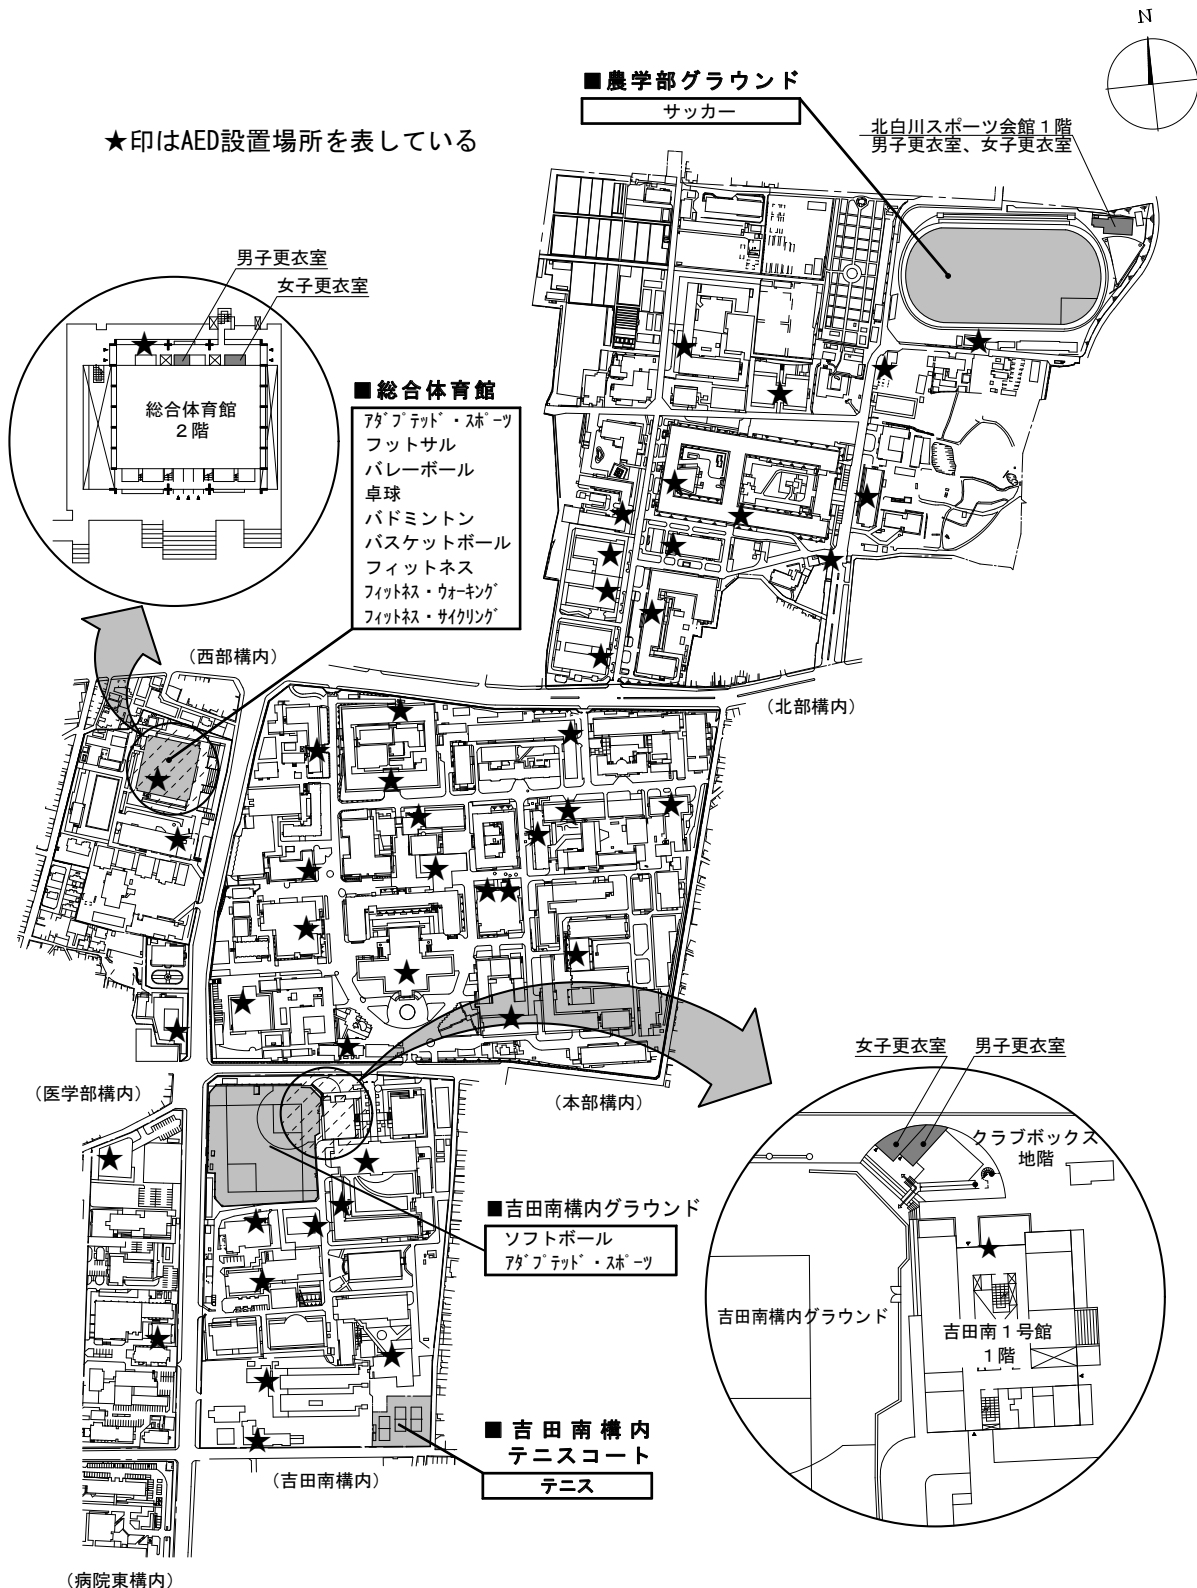 N
■農学部グラウンド
サッカー
★印はAED設置場所を表している
北白川スポーツ会館1階
男子更衣室、女子更衣室
男子更衣室
女子更衣室
総合体育館
2階
■総合体育館
アダプテッド・スポーツ
フットサル
バレーボール
卓球
バドミントン
バスケットボール
フィットネス
フィットネス・ウォーキング
フィットネス・サイクリング
（西部構内）
（北部構内）
（医学部構内）
（本部構内）
女子更衣室
男子更衣室
クラブボックス
地階
■吉田南構内グラウンド
ソフトボール
アダプテッド・スポーツ
吉田南構内グラウンド
吉田南1号館
1階
■吉田南構内
テニスコート
テニス
（吉田南構内）
（病院東構内）